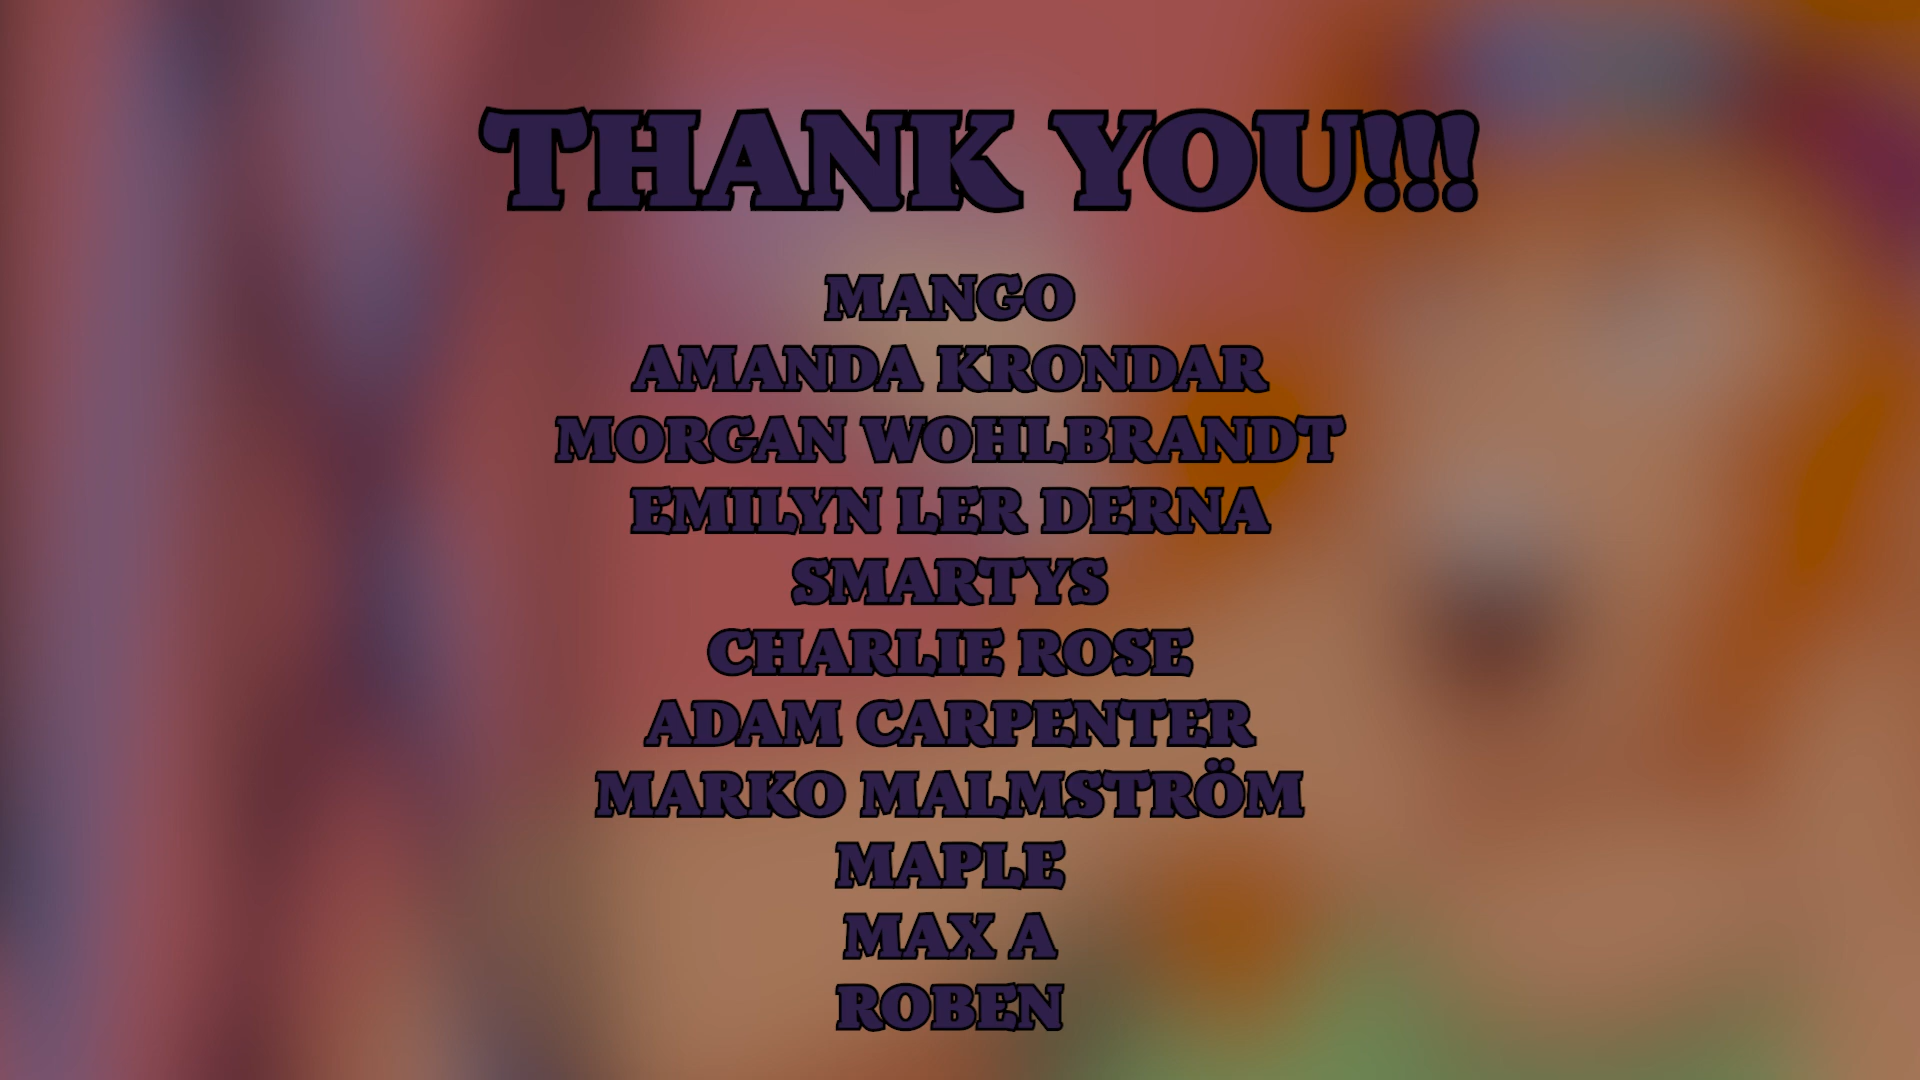 THANK YOU!!!
MANGO
AMANDA KRONDAR
MORGAN WOHLBRANDT
EMILYN LER DERNA
SMARTYS
CHARLIE ROSE
ADAM CARPENTER
MARKO MALMSTRÖM
MAPLE
MAX A
ROBEN